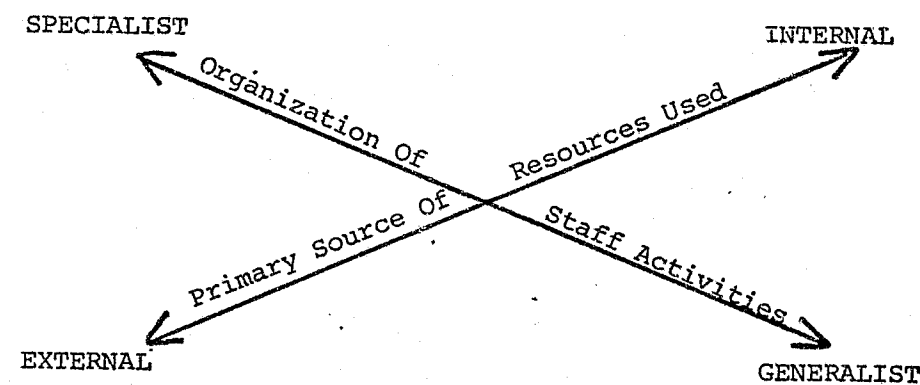 SPECIALIST
INTERNAL
Organization Of
Staff Activities
Primary Source Of
Resources Used
EXTERNAL
GENERALIST